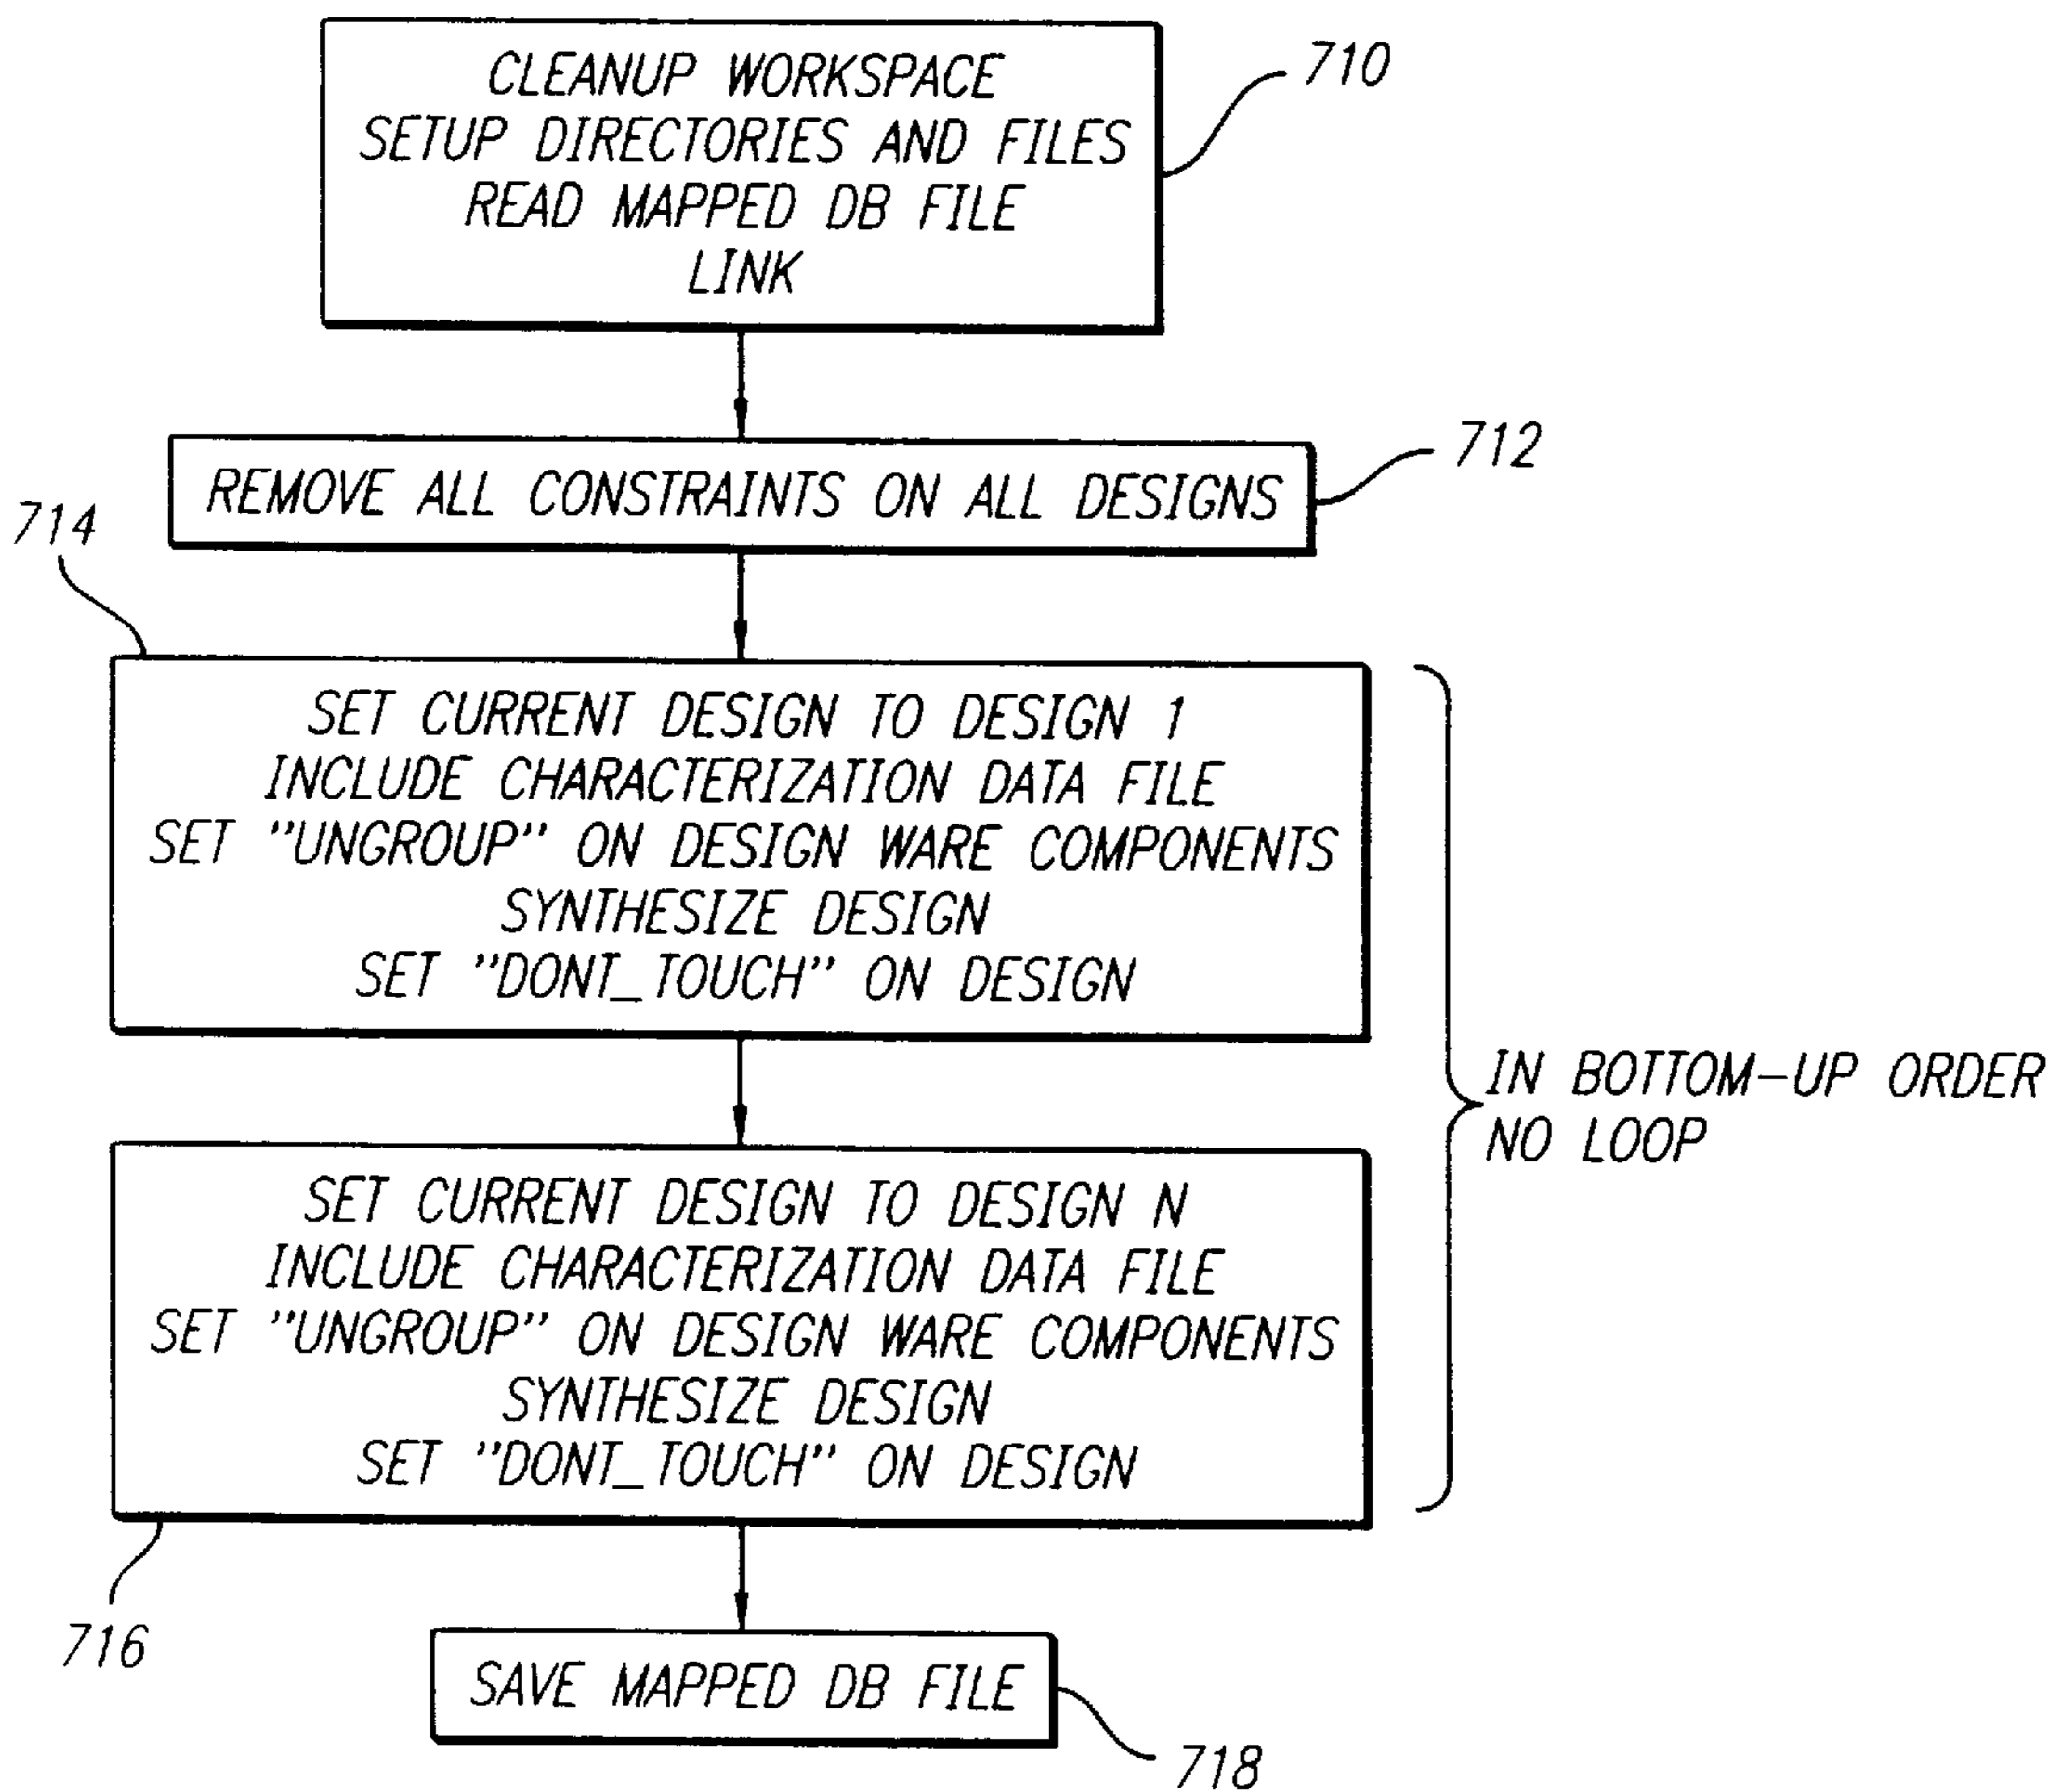 CLEANUP WORKSPACE
SETUP DIRECTORIES AND FILES
READ MAPPED DB FILE
LINK
710
REMOVE ALL CONSTRAINTS ON ALL DESIGNS
712
714
SET CURRENT DESIGN TO DESIGN 1
INCLUDE CHARACTERIZATION DATA FILE
SET "UNGROUP" ON DESIGN WARE COMPONENTS
SYNTHESIZE DESIGN
SET "DONT_TOUCH" ON DESIGN
IN BOTTOM-UP ORDER
NO LOOP
SET CURRENT DESIGN TO DESIGN N
INCLUDE CHARACTERIZATION DATA FILE
SET "UNGROUP" ON DESIGN WARE COMPONENTS
SYNTHESIZE DESIGN
SET "DONT_TOUCH" ON DESIGN
716
SAVE MAPPED DB FILE
718